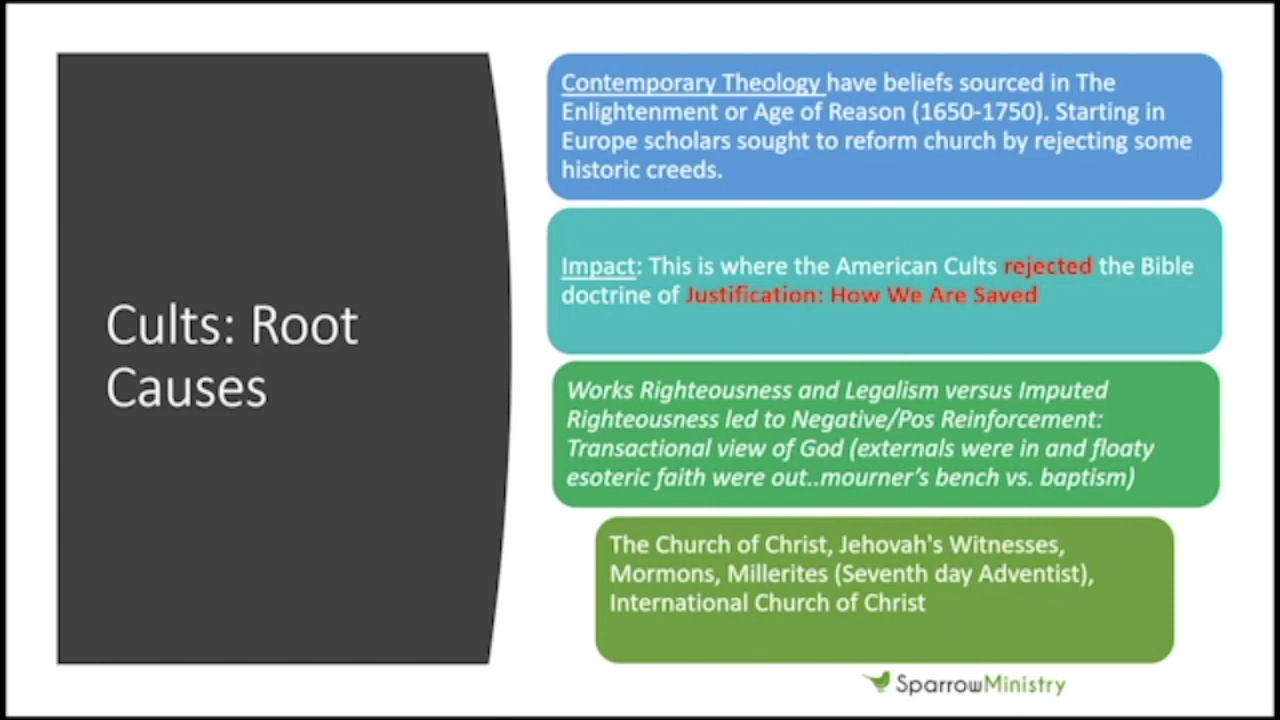 Cults: Root
Causes
Contemporary Theology have beliefs sourced in The
Enlightenment or Age of Reason (1650-1750). Starting in
Europe scholars sought to reform church by rejecting some
historic creeds.
Impact: This is where the American Cults rejected the Bible
doctrine of Justification: How We Are Saved
Works Righteousness and Legalism versus Imputed
Righteousness led to Negative/Pos Reinforcement:
Transactional view of God (externals were in and floaty
esoteric faith were out..mourner's bench vs. baptism)
The Church of Christ, Jehovah's Witnesses,
Mormons, Millerites (Seventh day Adventist),
International Church of Christ
SparrowMinistry